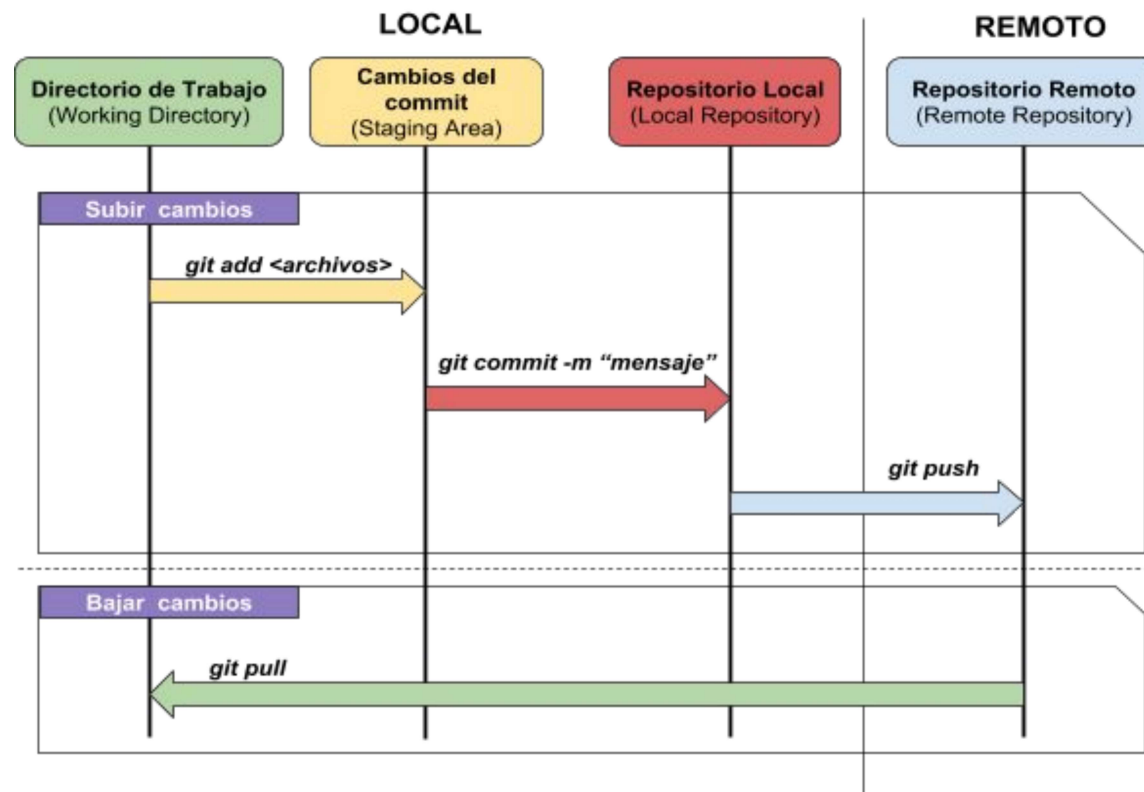 LOCAL
REMOTO
Directorio de Trabajo
(Working Directory)
Cambios del
commit
(Staging Area)
Repositorio Local
(Local Repository)
Repositorio Remoto
(Remote Repository)
Subir cambios
git add <archivos>
git commit -m “mensaje”
git push
Bajar cambios
git pull